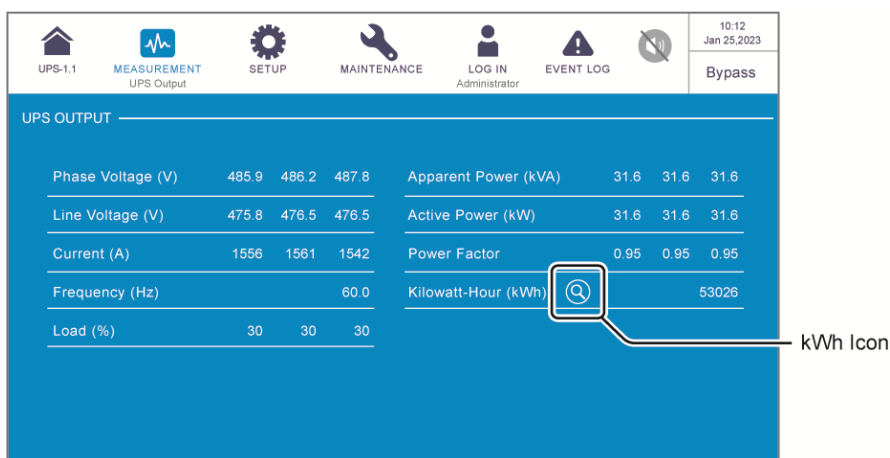 UPS-1.1
MEASUREMENT
UPS Output
SETUP
MAINTENANCE
LOG IN
Administrator
EVENT LOG
10:12
Jan 25,2023
Bypass
UPS OUTPUT
Phase Voltage (V) 485.9 486.2 487.8
Apparent Power (kVA) 31.6 31.6 31.6
Line Voltage (V) 475.8 476.5 476.5
Active Power (kW) 31.6 31.6 31.6
Current (A) 1556 1561 1542
Power Factor 0.95 0.95 0.95
Frequency (Hz) 60.0
Kilowatt-Hour (kWh) 53026
Load (%) 30 30 30
kWh Icon